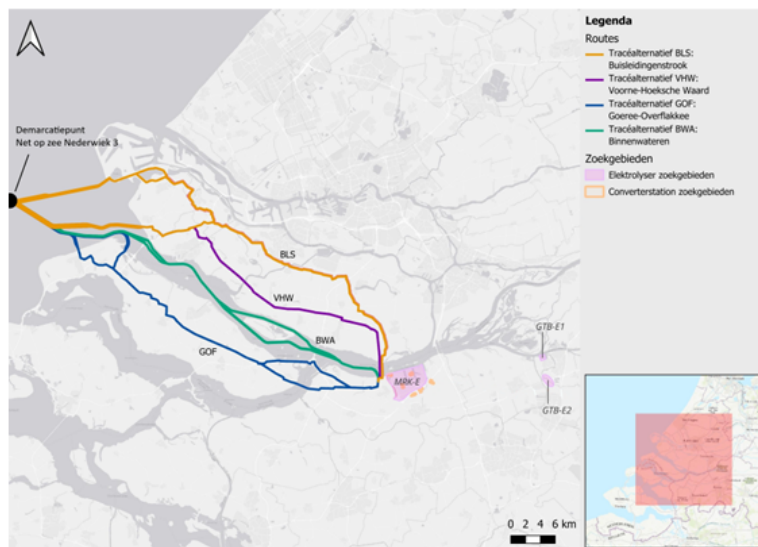 Demarcatiepunt
Net op zee Nederwiek 3
BLS
VHW
BWA
GOF
MRK-E
GTB-E1
GTB-E2
0 2 4 6 km
Legenda
Routes
Tracéalternatief BLS:
Buisleidingenstrook
Tracéalternatief VHW:
Voorne-Hoeksche Waard
Tracéalternatief GOF:
Goeree-Overflakkee
Tracéalternatief BWA:
Binnenwateren
Zoekgebieden
Elektrolyser zoekgebieden
Converterstation zoekgebieden